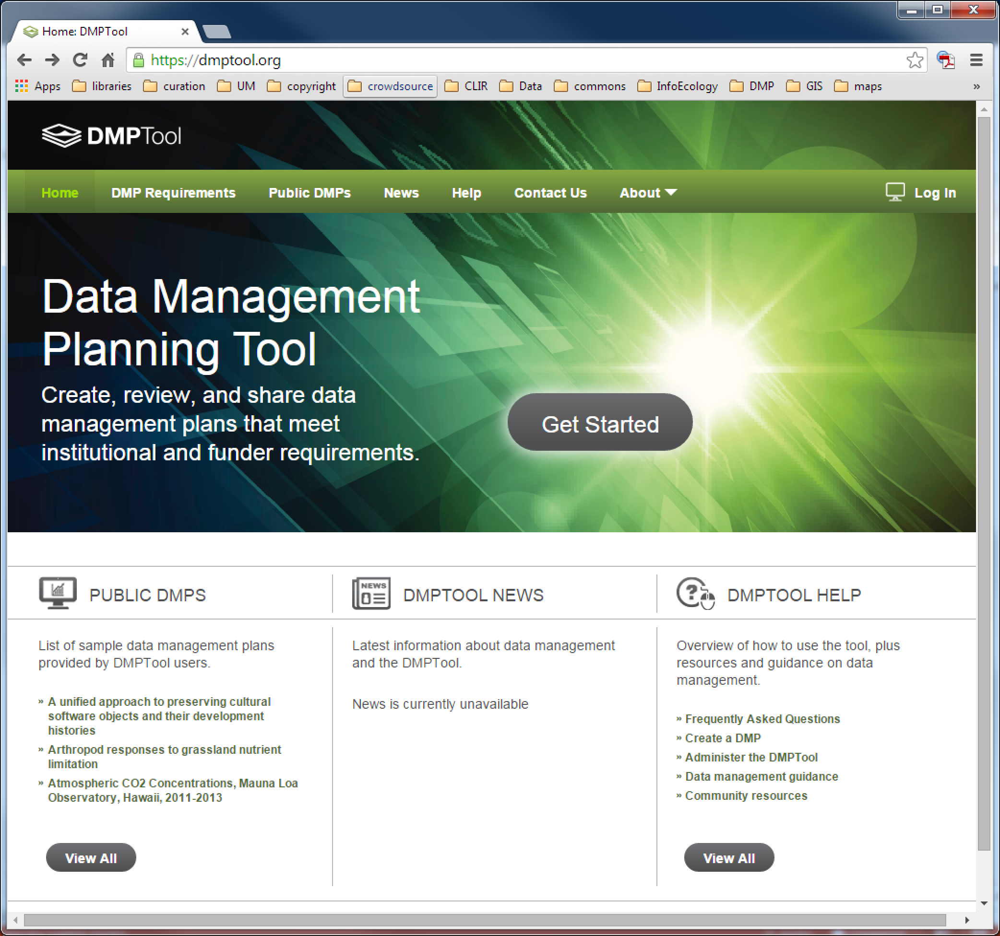 Home: DMPTool
https://dmptool.org
Apps libraries curation UM copyright crowdsource CLIR Data commons InfoEcology DMP GIS maps »
DMPTool
Home DMP Requirements Public DMPs News Help Contact Us About Log In
Data Management
Planning Tool
Create, review, and share data
management plans that meet
institutional and funder requirements.
Get Started
PUBLIC DMPS
List of sample data management plans
provided by DMPTool users.
» A unified approach to preserving cultural
software objects and their development
histories
» Arthropod responses to grassland nutrient
limitation
» Atmospheric CO2 Concentrations, Mauna Loa
Observatory, Hawaii, 2011-2013
View All
NEWS
DMPTOOL NEWS
Latest information about data management
and the DMPTool.
News is currently unavailable
?
DMPTOOL HELP
Overview of how to use the tool, plus
resources and guidance on data
management.
» Frequently Asked Questions
» Create a DMP
» Administer the DMPTool
» Data management guidance
» Community resources
View All